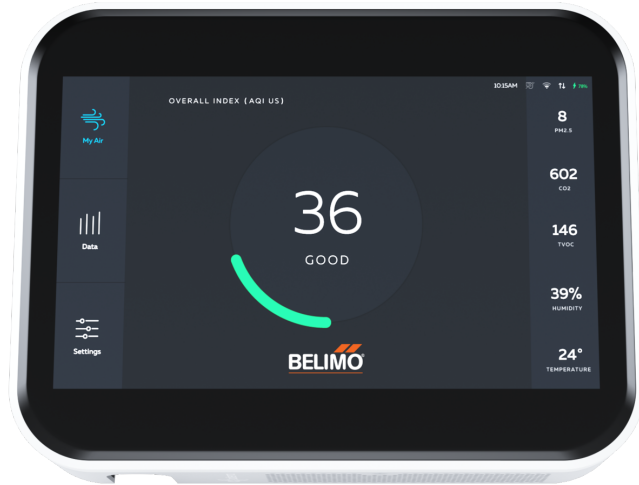 10:15AM 78%
OVERALL INDEX (AQI US)
My Air
Data
Settings
36
GOOD
BELIMO®
8
PM2.5
602
CO2
146
TVOC
39%
HUMIDITY
24°
TEMPERATURE